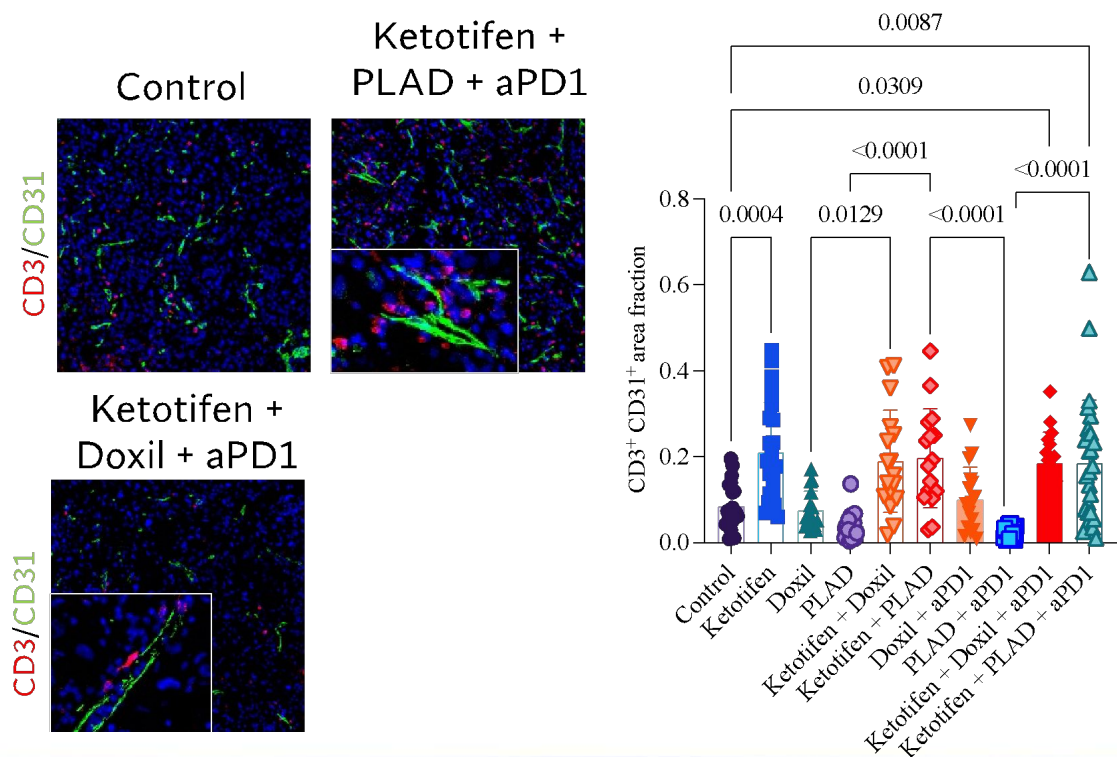 Control
Ketotifen +
PLAD + aPD1
CD3/CD31
Ketotifen +
Doxil + aPD1
CD3/CD31
0.0087
0.0309
<0.0001
<0.0001
0.0004
0.0129
<0.0001
CD3+ CD31+ area fraction
0.8
0.6
0.4
0.2
0.0
Control
Ketotifen
Doxil
PLAD
Ketotifen + Doxil
Ketotifen + PLAD
Doxil + aPD1
PLAD + aPD1
Ketotifen + Doxil + aPD1
Ketotifen + PLAD + aPD1